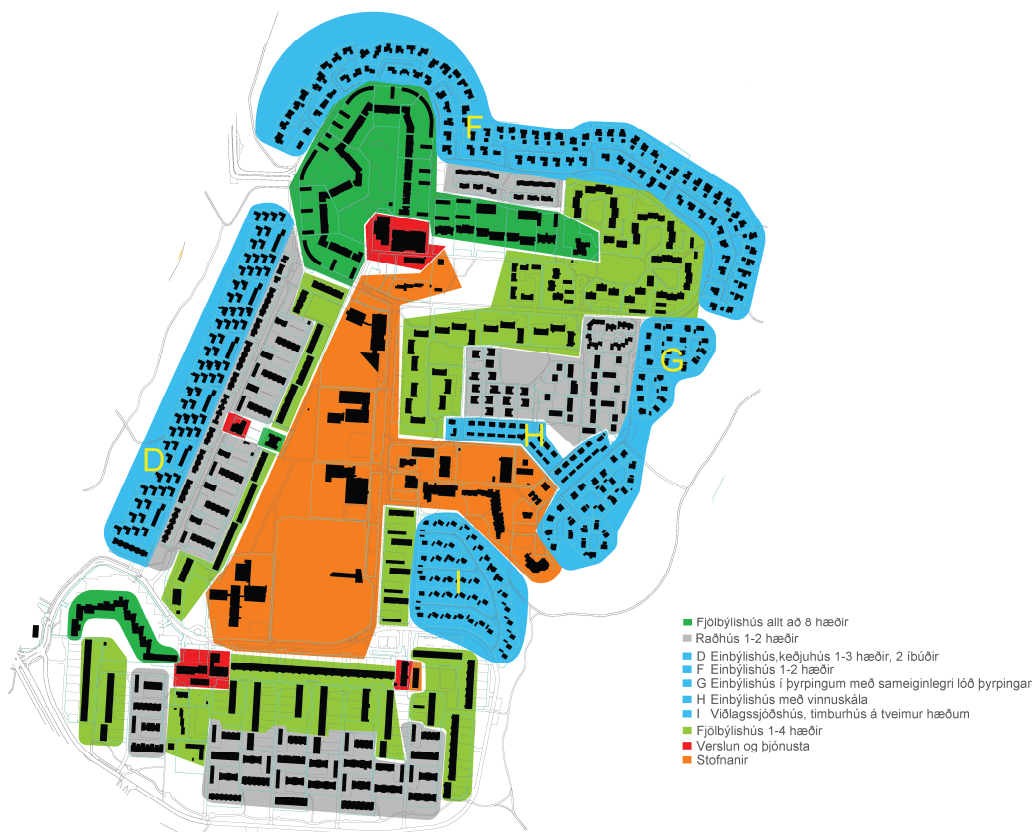 F
G
H
D
I
Fjölbýlishús allt að 8 hæðir
Raðhús 1-2 hæðir
D Einbýlishús,keðjuhús 1-3 hæðir, 2 íbúðir
F Einbýlishús 1-2 hæðir
G Einbýlishús í þyrpingum með sameiginlegri lóð þyrpingar
H Einbýlishús með vinnuskála
I Viðlagssjóðshús, timburhús á tveimur hæðum
Fjölbýlishús 1-4 hæðir
Verslun og þjónusta
Stofnanir